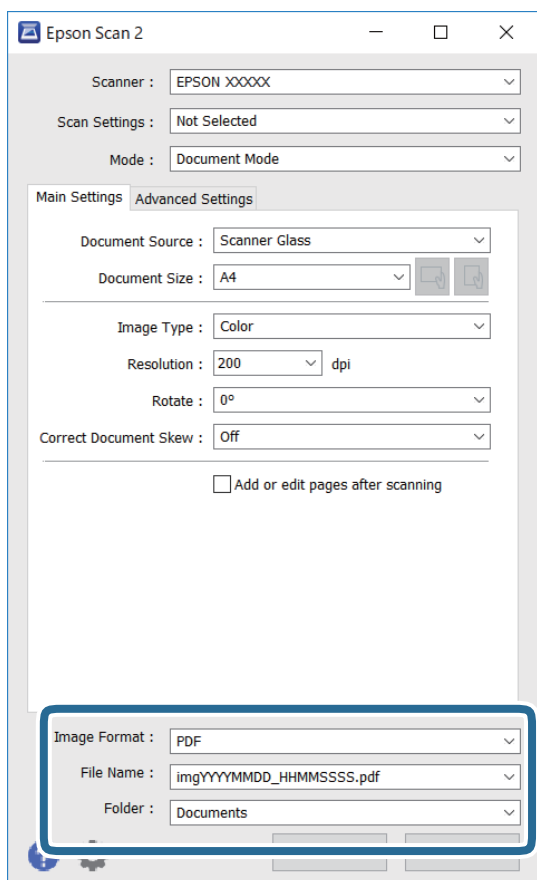 Epson Scan 2
Scanner : EPSON XXXXX
Scan Settings : Not Selected
Mode : Document Mode
Main Settings Advanced Settings
Document Source : Scanner Glass
Document Size : A4
Image Type : Color
Resolution : 200 dpi
Rotate : 0°
Correct Document Skew : Off
Add or edit pages after scanning
Image Format : PDF
File Name : imgYYYYMMDD_HHMMSSSS.pdf
Folder : Documents